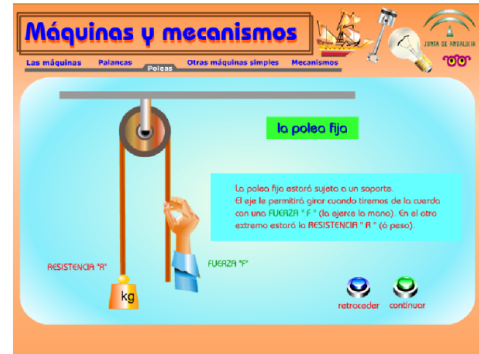 Máquinas y mecanismos
JUNTA DE ANDALUCIA
Las máquinas Palancas Poleas Otras máquinas simples Mecanismos
la polea fija
La polea fija estará sujeta a un soporte.
El eje le permitirá girar cuando tiremos de la cuerda
con una FUERZA " F " (la ejerce la mano). En el otro
extremo estará la RESISTENCIA " R " (ó peso).
RESISTENCIA "R"
FUERZA "F"
kg
retroceder continuar